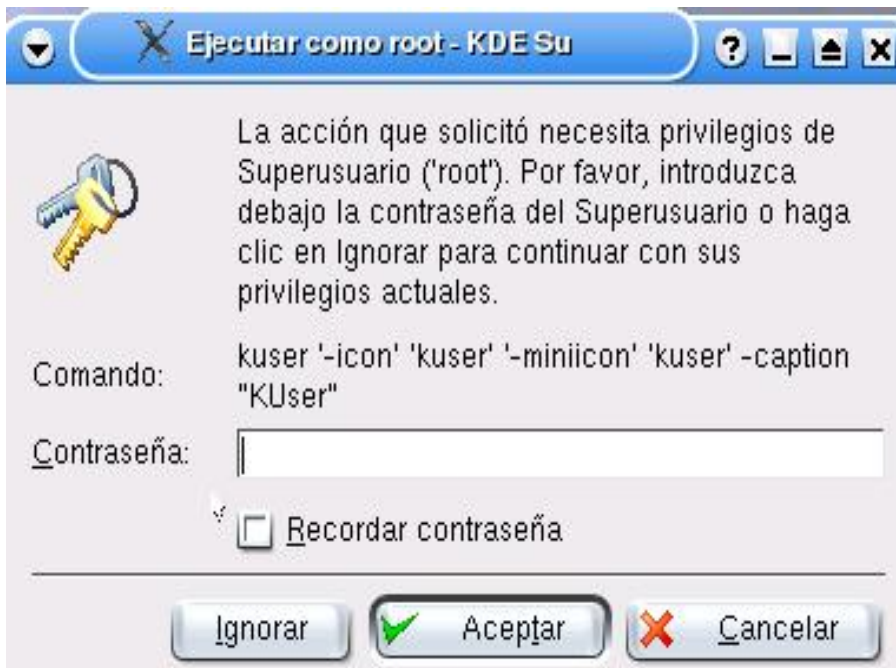 Ejecutar como root - KDE Su
?
La acción que solicitó necesita privilegios de
Superusuario ('root'). Por favor, introduzca
debajo la contraseña del Superusuario o haga
clic en Ignorar para continuar con sus
privilegios actuales.
Comando:
kuser '-icon' 'kuser' '-miniicon' 'kuser' -caption
"KUser"
Contraseña:
Recordar contraseña
Ignorar
Aceptar
Cancelar